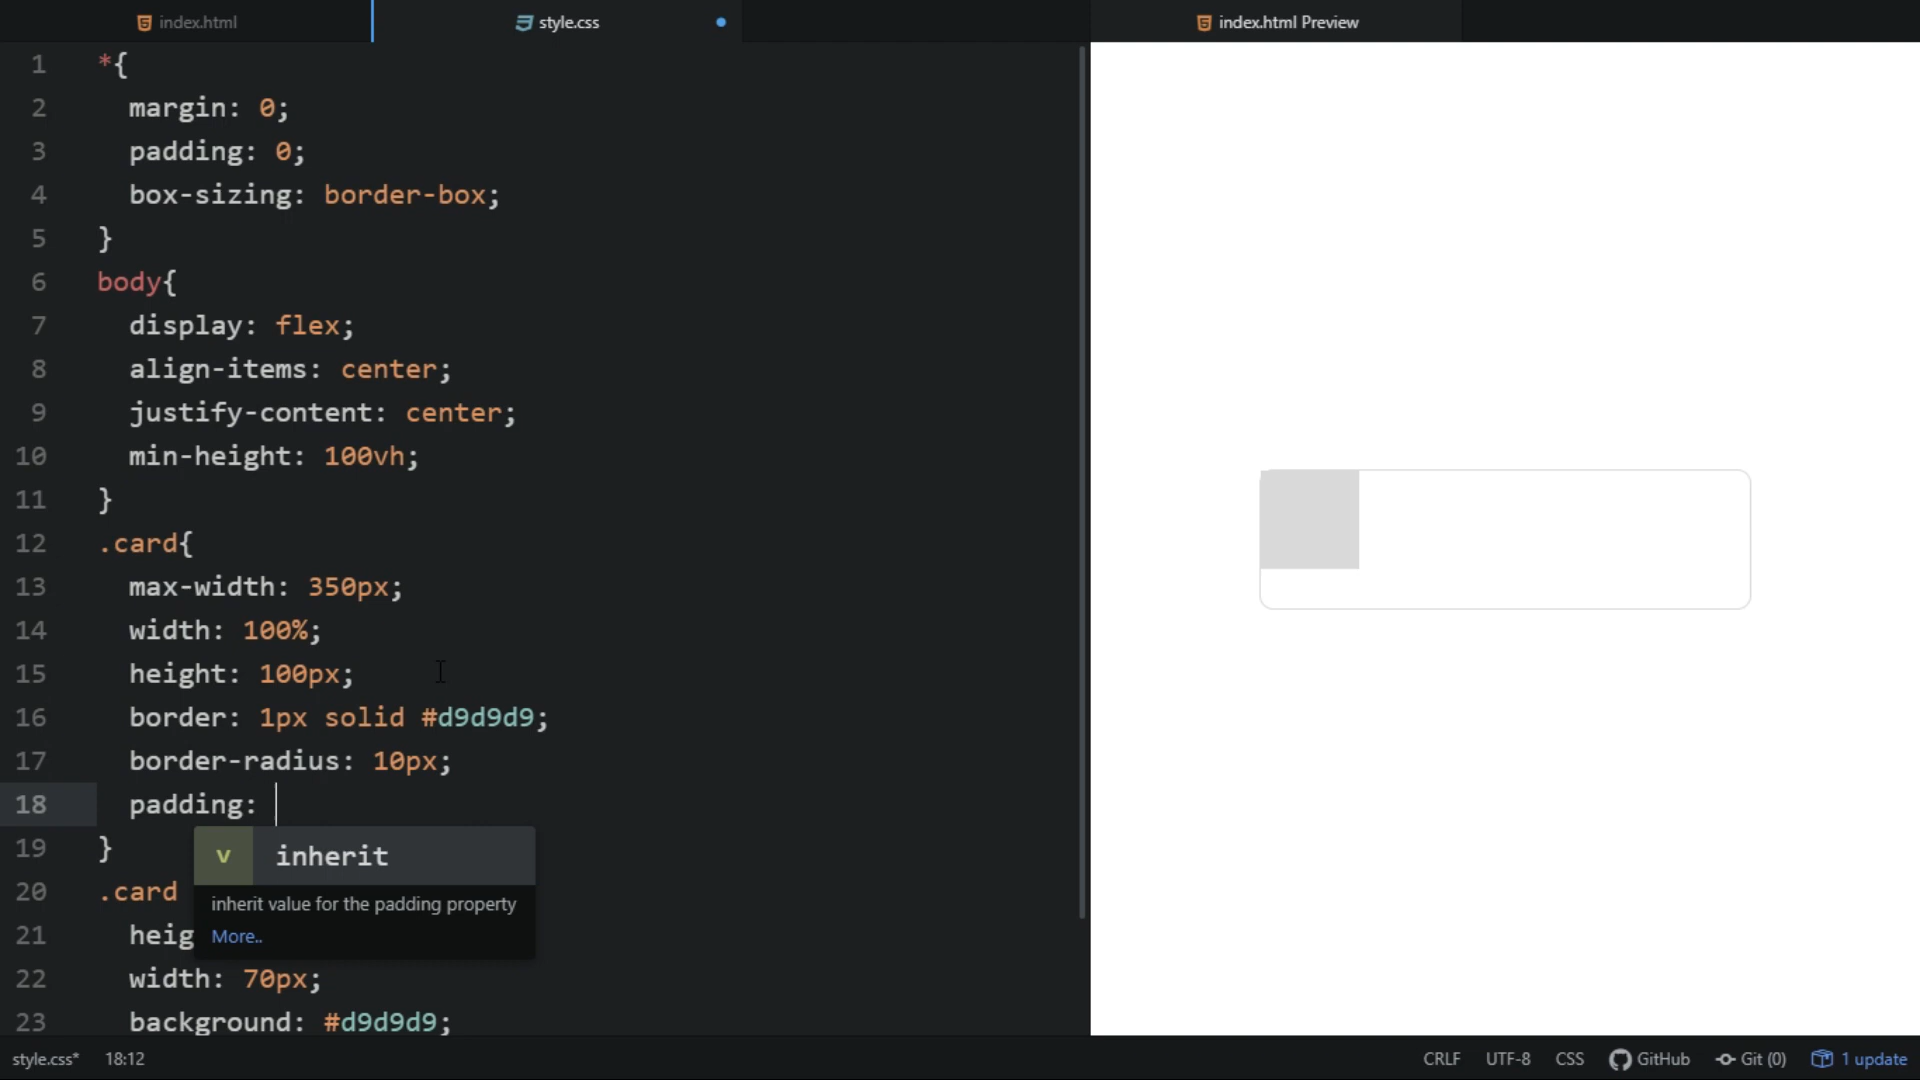 index.html
style.css
index.html Preview
1 *{
2 margin: 0;
3 padding: 0;
4 box-sizing: border-box;
5 }
6 body{
7 display: flex;
8 align-items: center;
9 justify-content: center;
10 min-height: 100vh;
11 }
12 .card{
13 max-width: 350px;
14 width: 100%;
15 height: 100px;
16 border: 1px solid #d9d9d9;
17 border-radius: 10px;
18 padding:
19 }
v inherit
20 .card
inherit value for the padding property
21 heig
More..
22 width: 70px;
23 background: #d9d9d9;
style.css* 18:12 CRLF UTF-8 CSS GitHub Git (0) 1 update